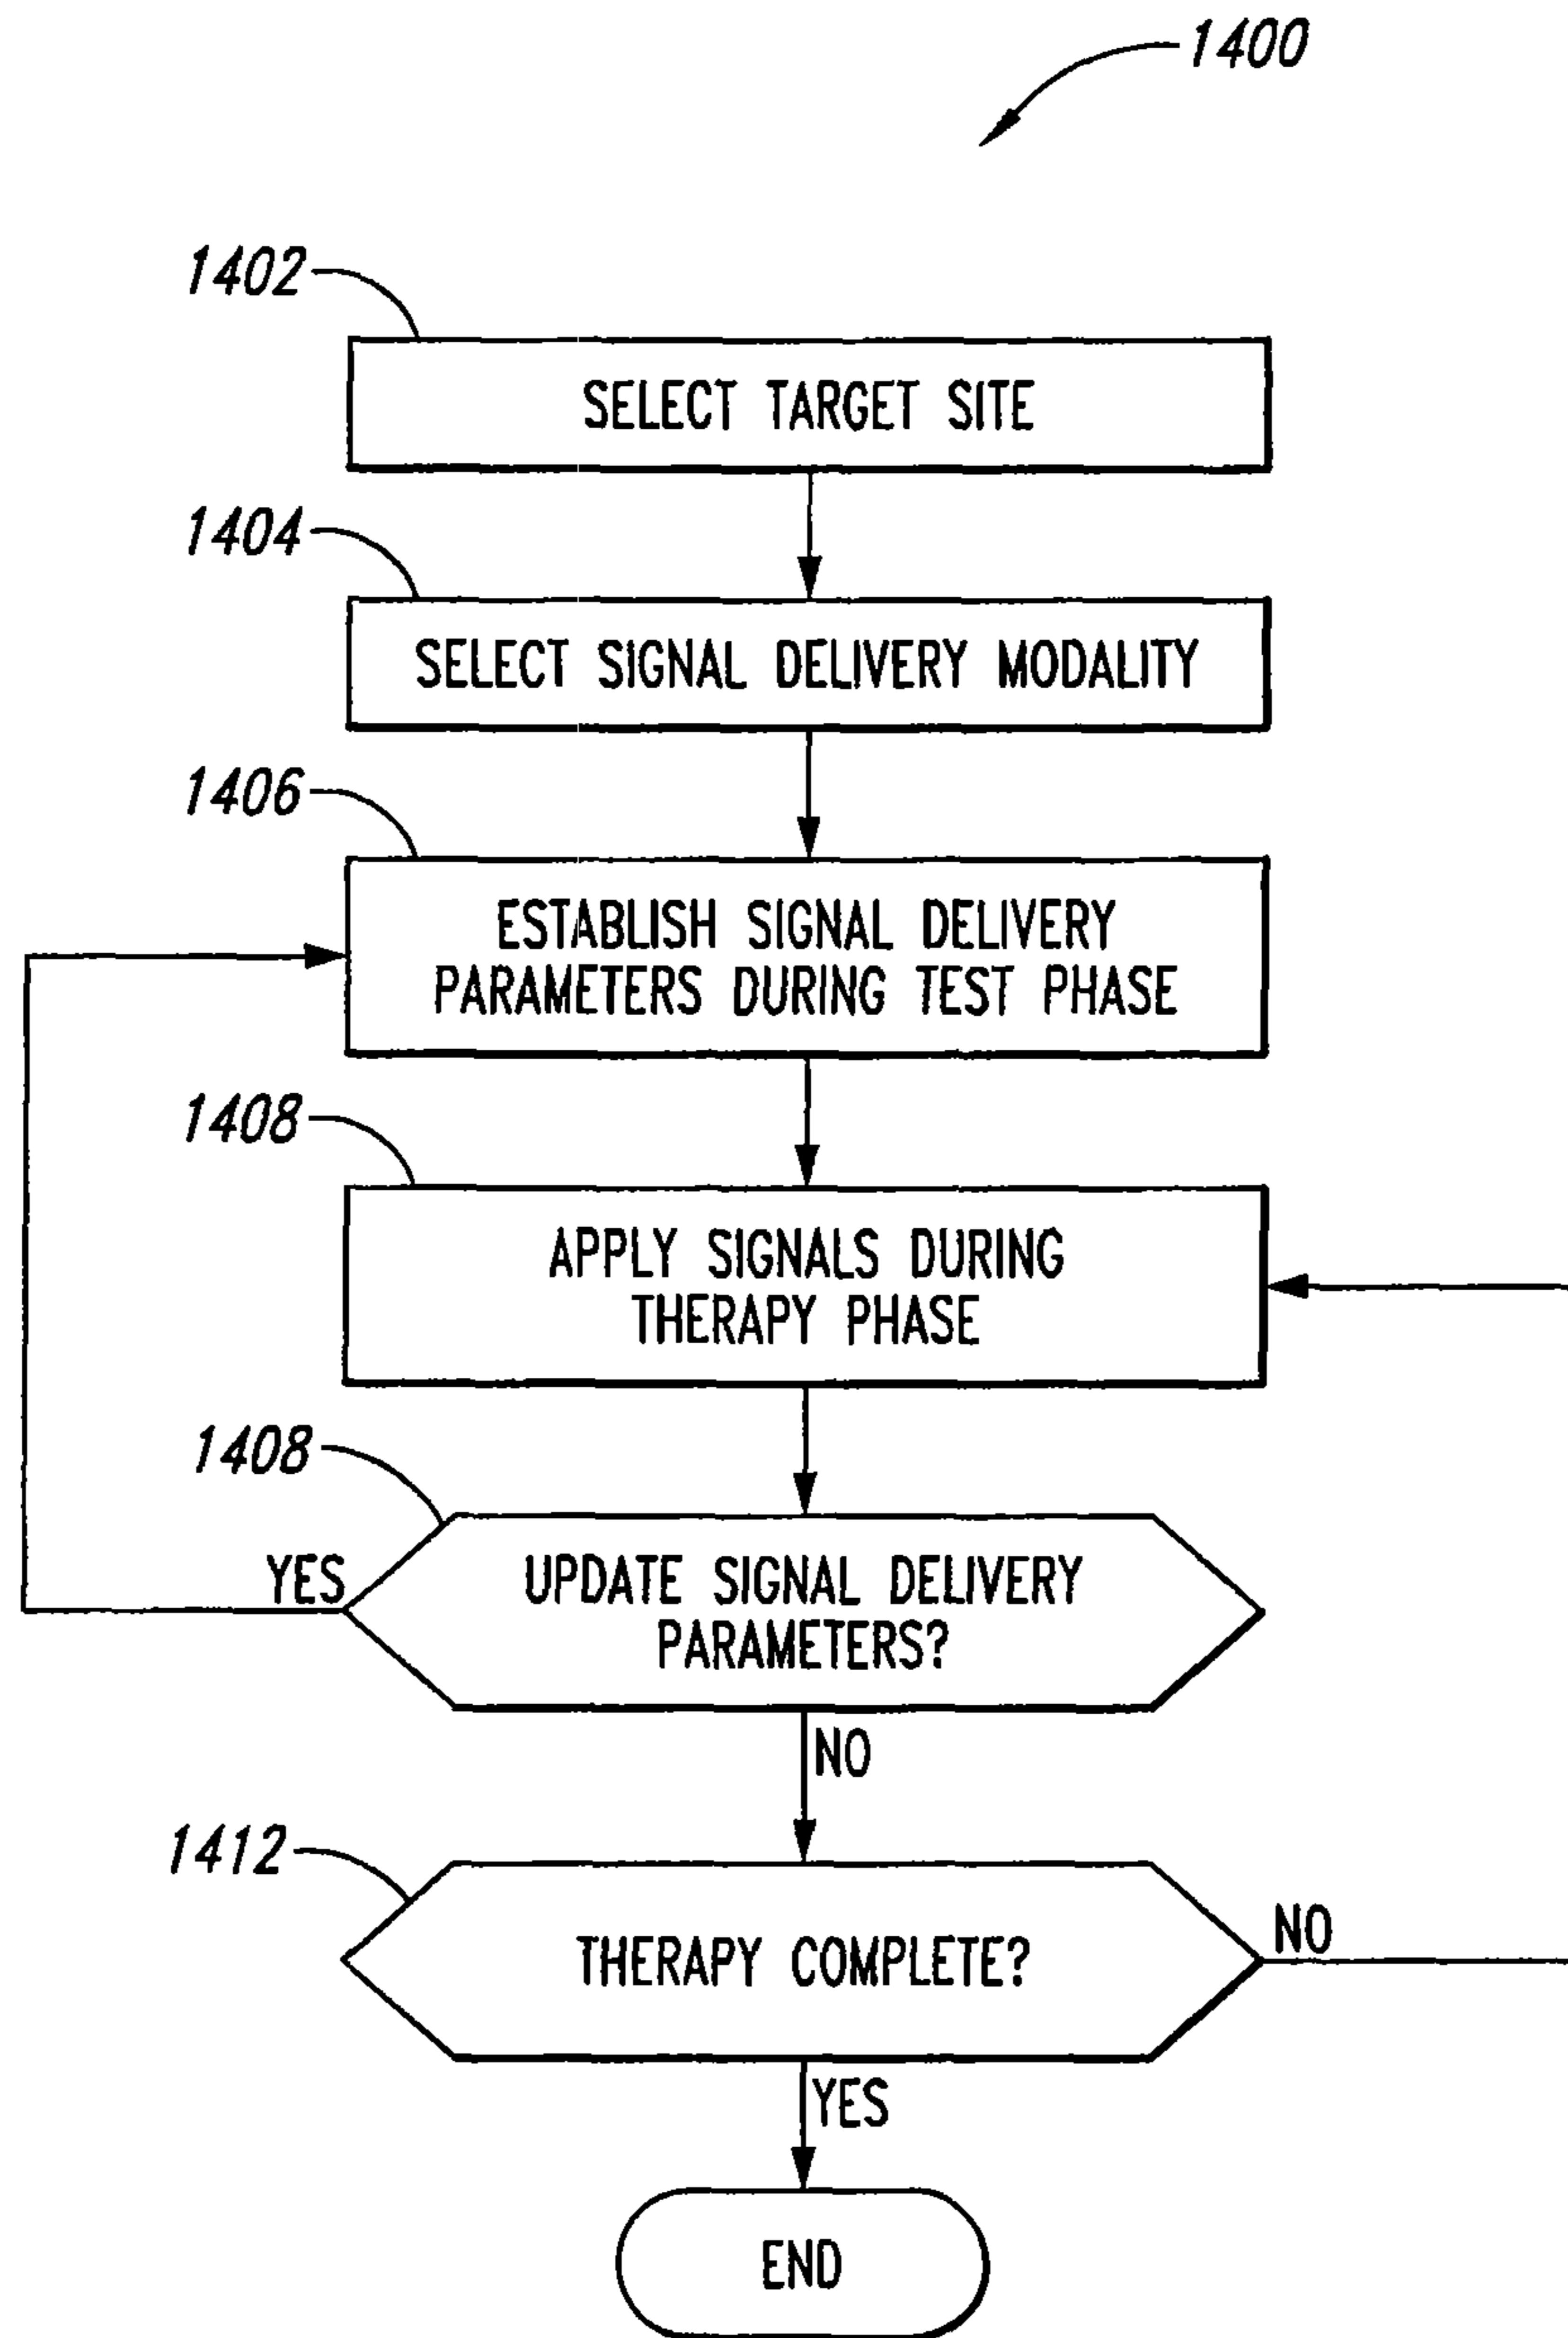 1400
1402
SELECT TARGET SITE
1404
SELECT SIGNAL DELIVERY MODALITY
1406
ESTABLISH SIGNAL DELIVERY
PARAMETERS DURING TEST PHASE
1408
APPLY SIGNALS DURING
THERAPY PHASE
1408
YES
UPDATE SIGNAL DELIVERY
PARAMETERS?
NO
1412
THERAPY COMPLETE?
NO
YES
END